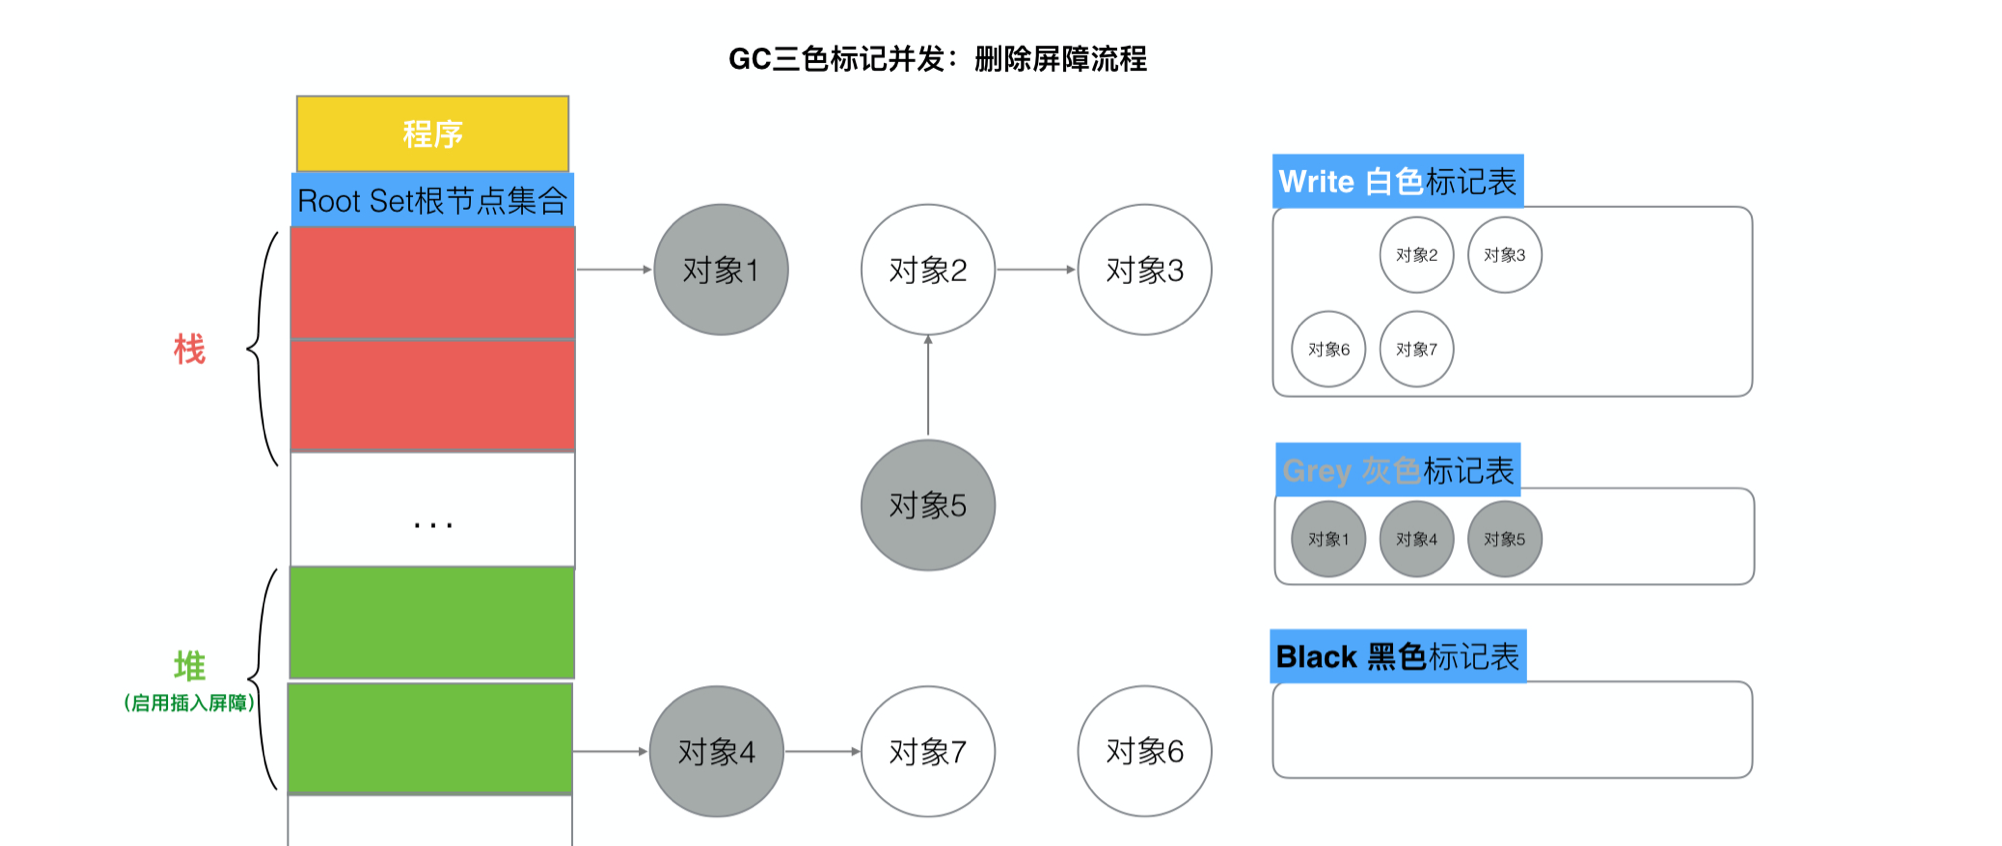 GC三色标记并发：删除屏障流程
程序
Root Set根节点集合
栈
...
堆
（启用插入屏障）
对象1
对象2
对象3
对象5
对象4
对象7
对象6
Write 白色标记表
对象2
对象3
对象6
对象7
Grey 灰色标记表
对象1
对象4
对象5
Black 黑色标记表